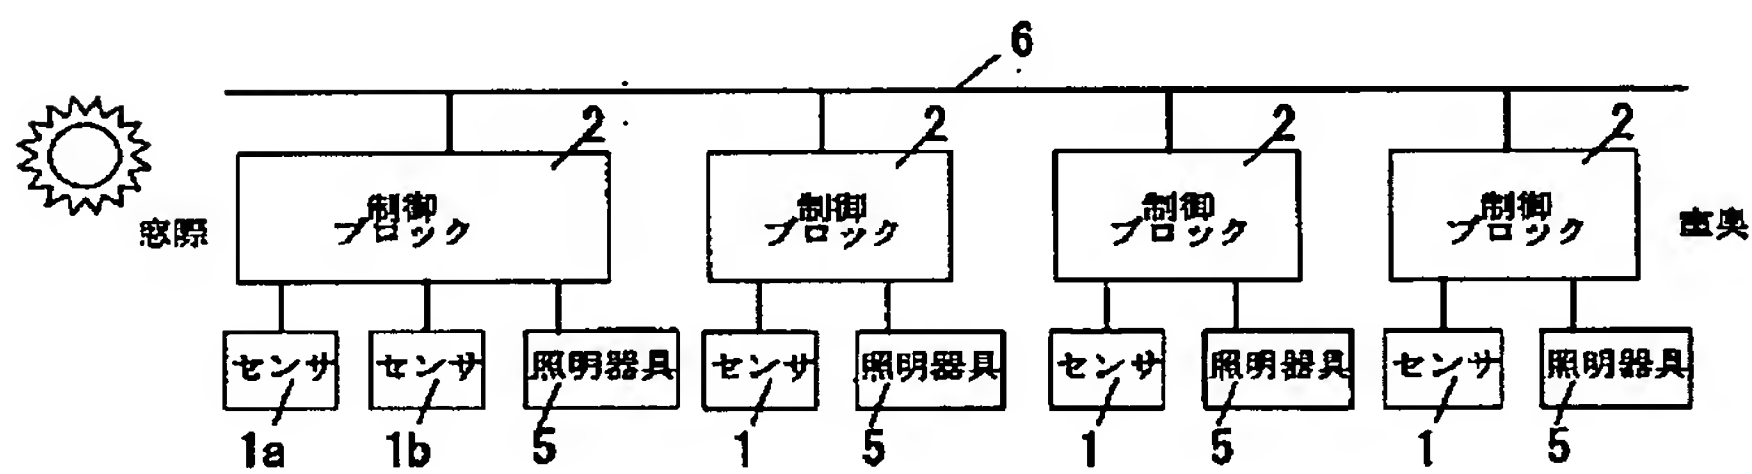 6
2
2
2
2
制御
ブロック
制御
ブロック
制御
ブロック
制御
ブロック
窓際
室奥
センサ
センサ
照明器具
センサ
照明器具
センサ
照明器具
センサ
照明器具
1a
1b
5
1
5
1
5
1
5